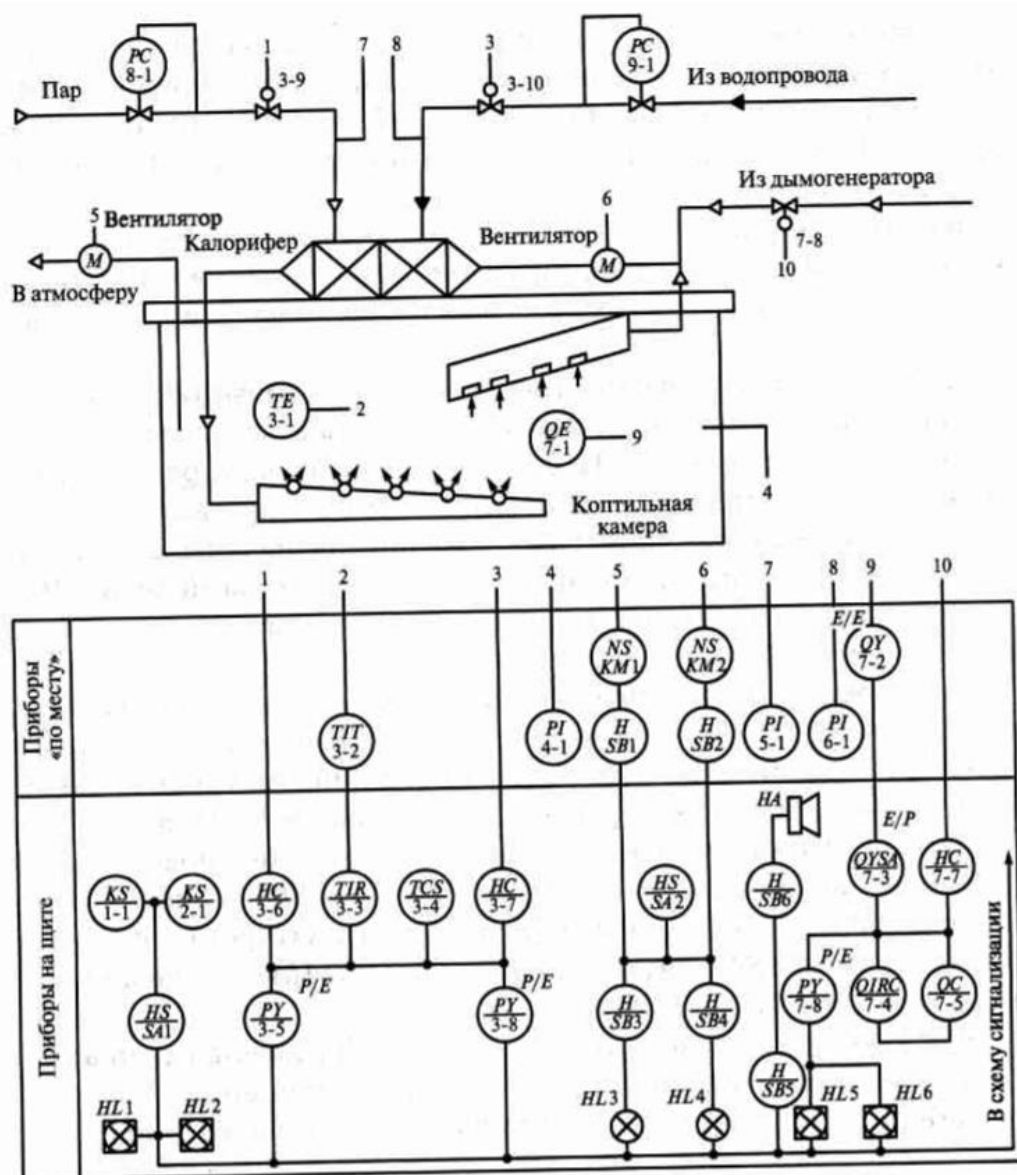 PC
8-1
1
3-9
7
8
3
3-10
PC
9-1
Пар
Из водопровода
Из дымогенератора
5
Вентилятор
Калорифер
Вентилятор
6
7-8
10
M
M
В атмосферу
TE
3-1
2
QE
7-1
9
4
Коптильная
камера
1
2
3
4
5
6
7
8
9
10
Приборы
«по месту»
E/E
NS
KM1
NS
KM2
QY
7-2
TIT
3-2
PI
4-1
H
SB1
H
SB2
PI
5-1
PI
6-1
Приборы на щите
HA
E/P
KS
1-1
KS
2-1
HC
3-6
TIR
3-3
TCS
3-4
HC
3-7
HS
SA2
H
SB6
QYSA
7-3
HC
7-7
P/E
P/E
P/E
HS
SA1
PY
3-5
PY
3-8
H
SB3
H
SB4
PY
7-8
QIRC
7-4
QC
7-5
H
SB5
HL1
HL2
HL3
HL4
HL5
HL6
В схему сигнализации